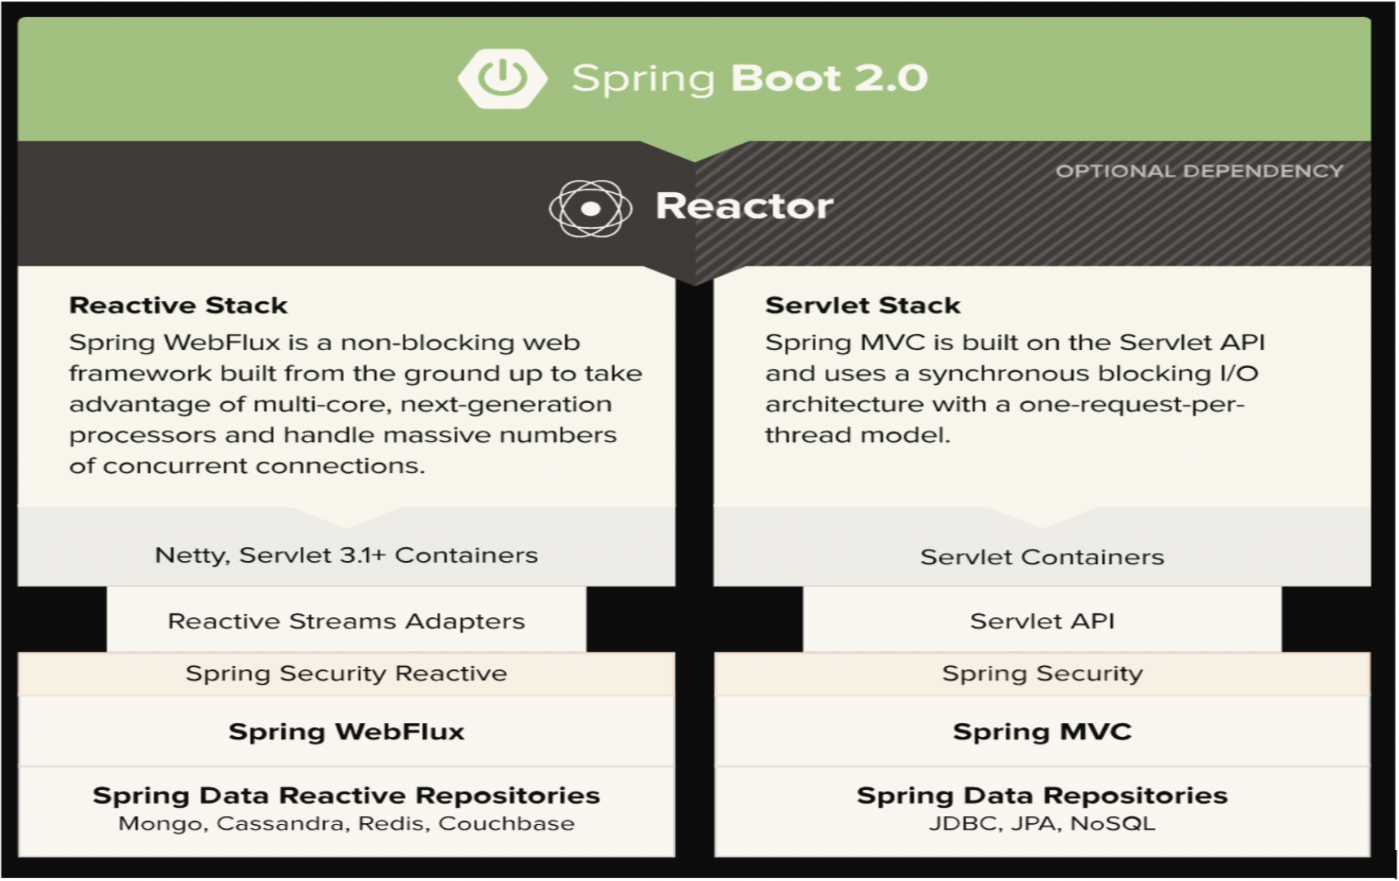 Spring Boot 2.0
OPTIONAL DEPENDENCY
Reactor
Reactive Stack
Spring WebFlux is a non-blocking web
framework built from the ground up to take
advantage of multi-core, next-generation
processors and handle massive numbers
of concurrent connections.
Netty, Servlet 3.1+ Containers
Reactive Streams Adapters
Spring Security Reactive
Spring WebFlux
Spring Data Reactive Repositories
Mongo, Cassandra, Redis, Couchbase
Servlet Stack
Spring MVC is built on the Servlet API
and uses a synchronous blocking I/O
architecture with a one-request-per-
thread model.
Servlet Containers
Servlet API
Spring Security
Spring MVC
Spring Data Repositories
JDBC, JPA, NoSQL